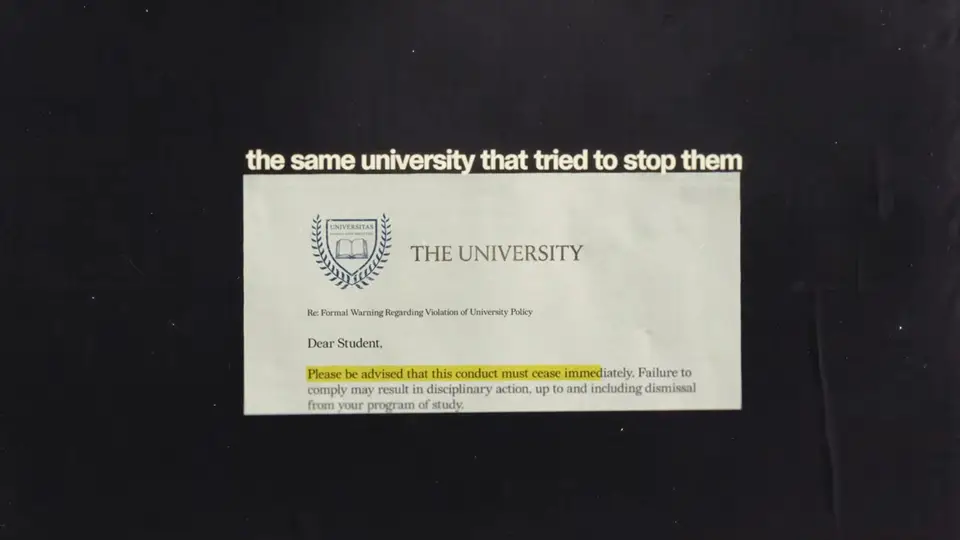 the same university that tried to stop them
UNIVERSITAS
THE UNIVERSITY
Re: Formal Warning Regarding Violation of University Policy
Dear Student,
Please be advised that this conduct must cease immediately. Failure to
comply may result in disciplinary action, up to and including dismissal
from your program of study.